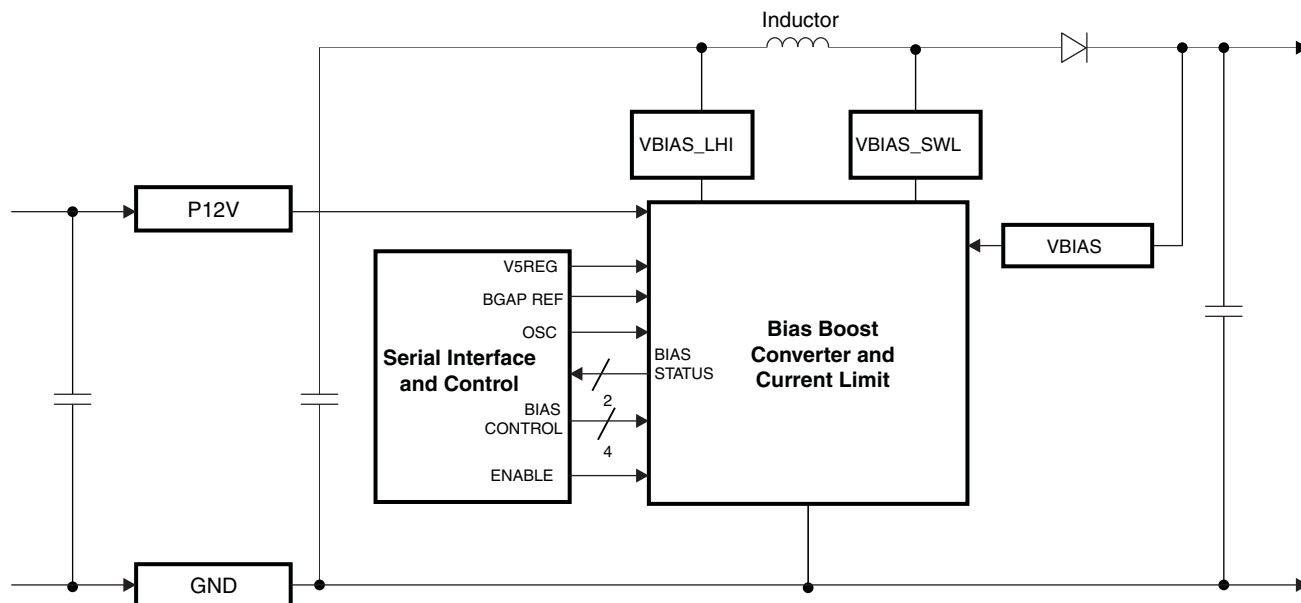 Inductor
VBIAS_LHI
VBIAS_SWL
P12V
VBIAS
V5REG
BGAP REF
OSC
Serial Interface
and Control
BIAS
STATUS
2
BIAS
CONTROL
4
ENABLE
Bias Boost
Converter and
Current Limit
GND